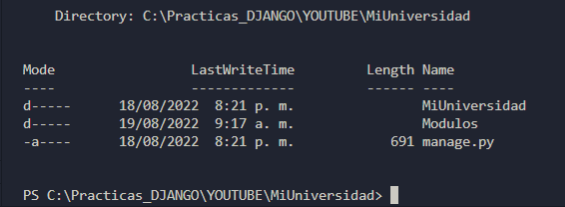 Directory: C:\Practicas_DJANGO\YOUTUBE\MiUniversidad
Mode LastWriteTime Length Name
---- ------------- ------ ----
d----- 18/08/2022 8:21 p. m. MiUniversidad
d----- 19/08/2022 9:17 a. m. Modulos
-a---- 18/08/2022 8:21 p. m. 691 manage.py
PS C:\Practicas_DJANGO\YOUTUBE\MiUniversidad>